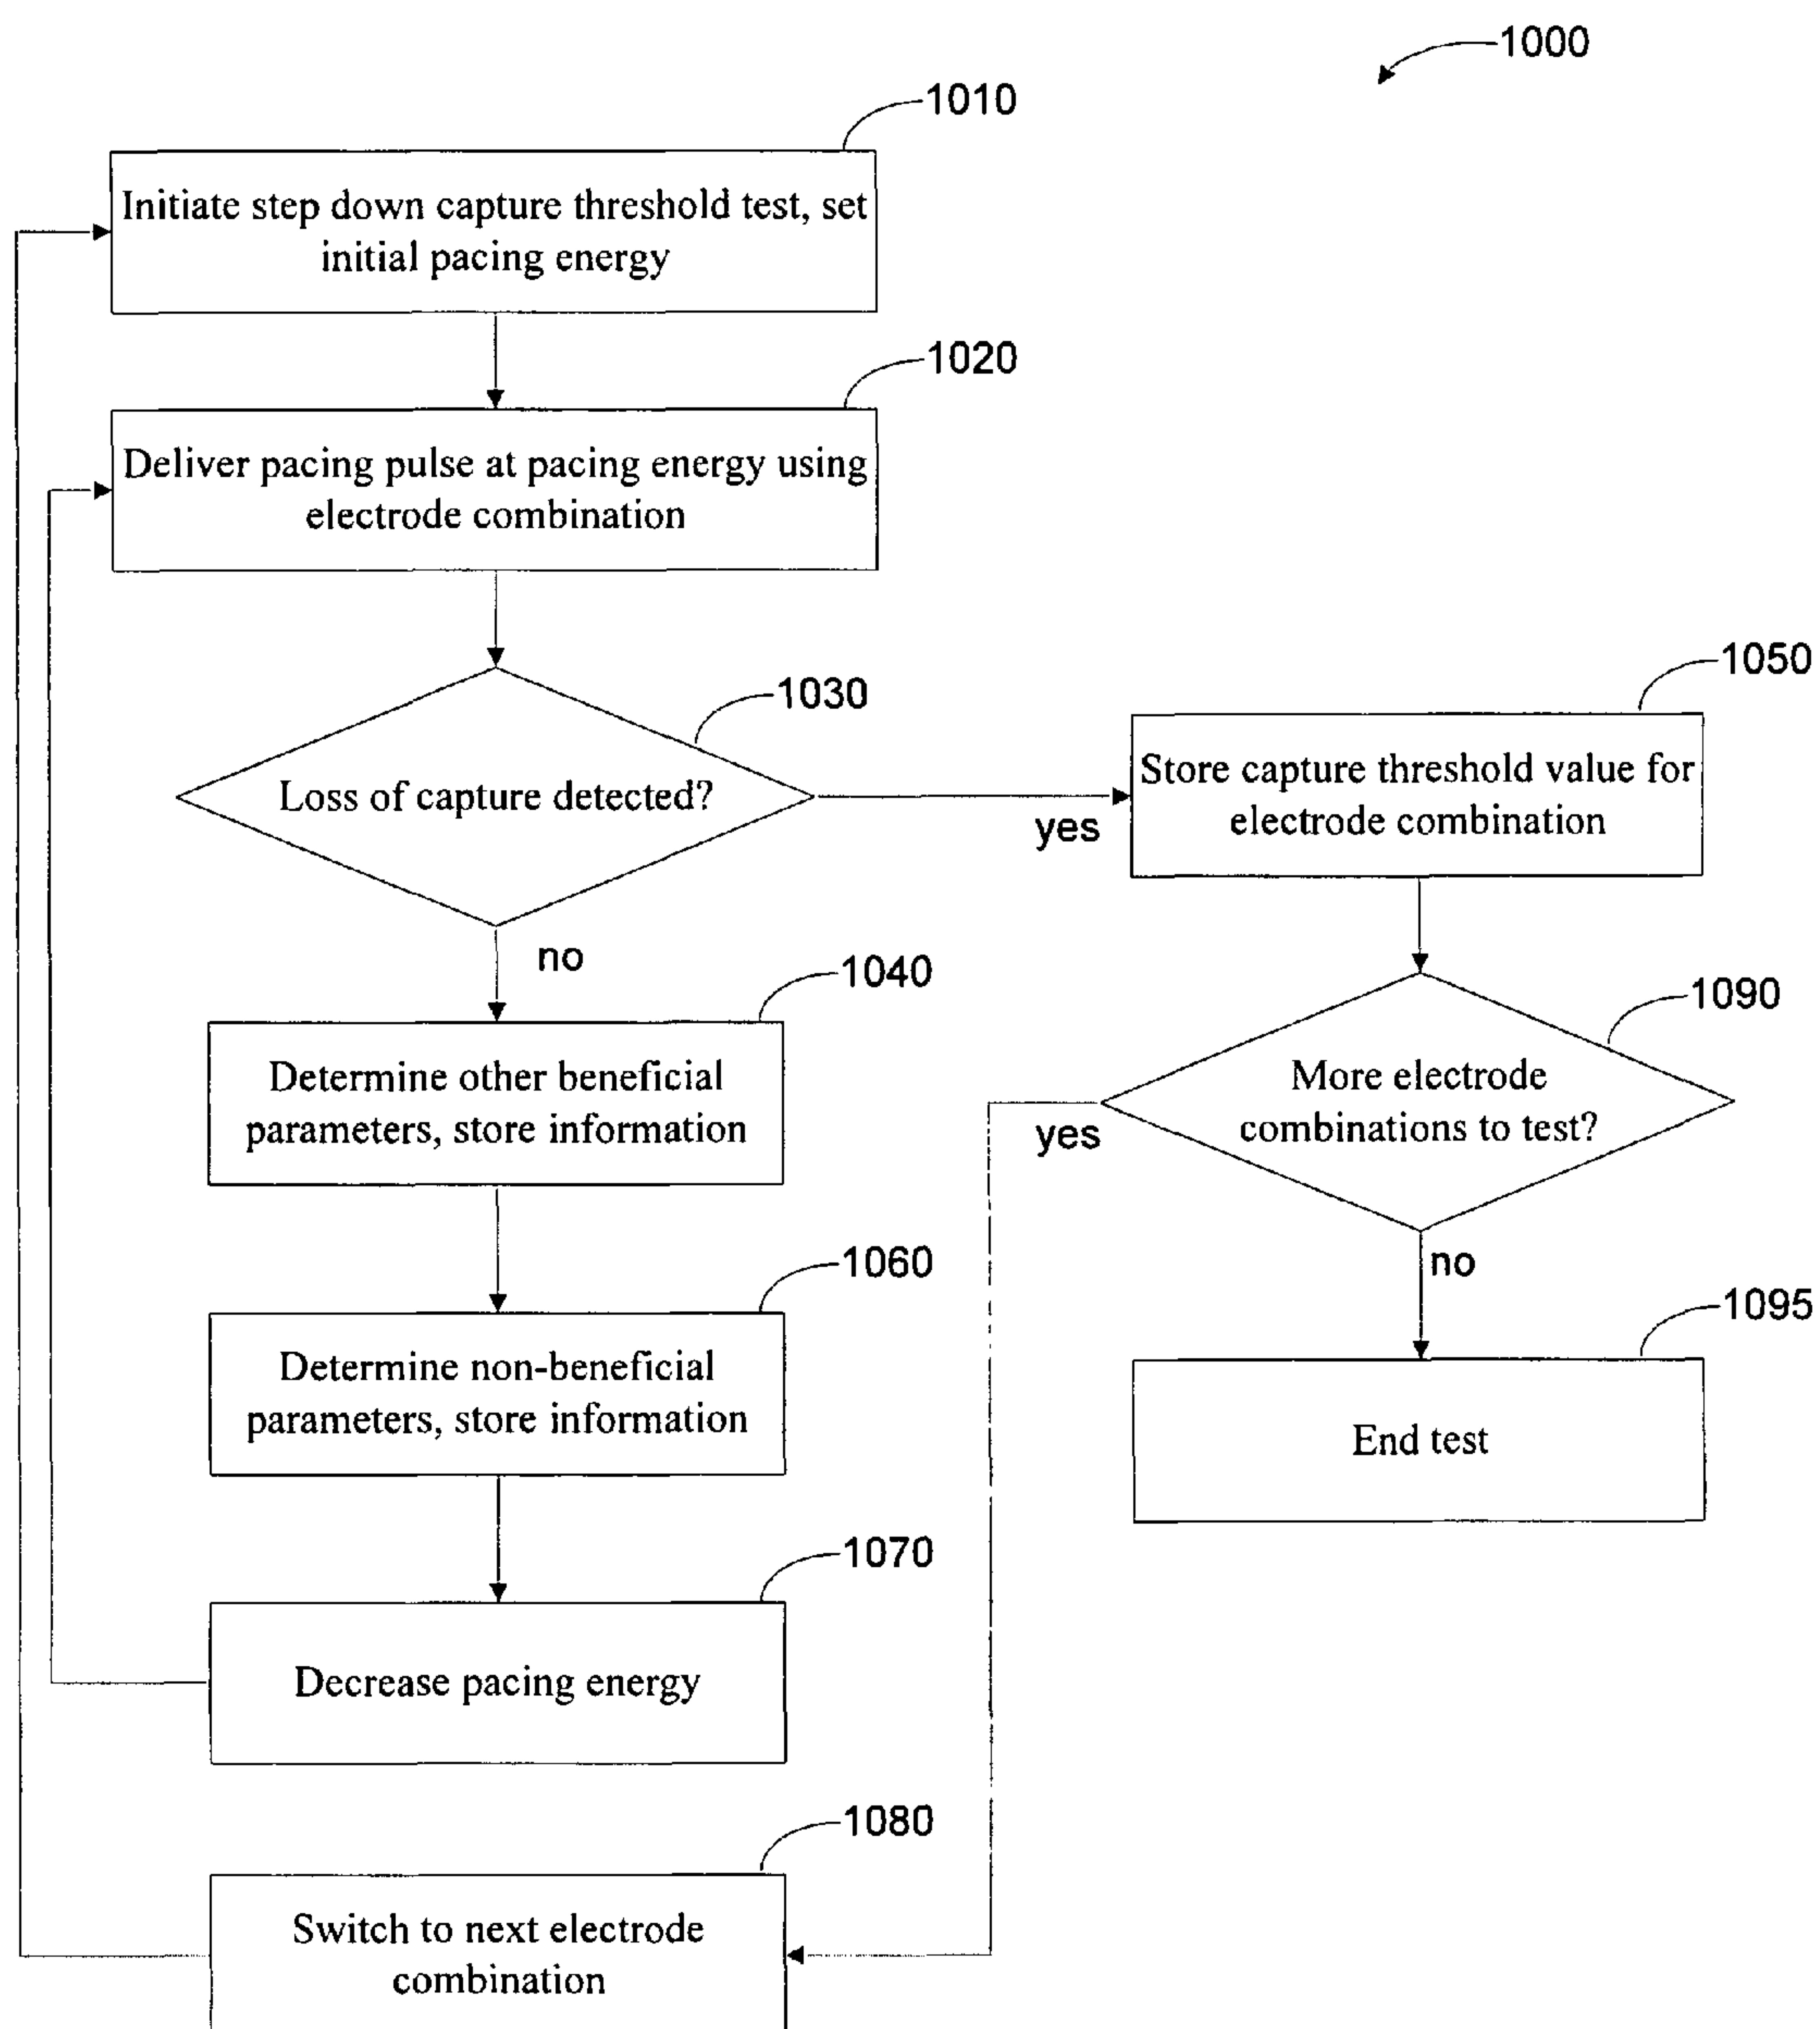 1000
1010
Initiate step down capture threshold test, set
initial pacing energy
1020
Deliver pacing pulse at pacing energy using
electrode combination
1030
Loss of capture detected?
yes
no
1050
Store capture threshold value for
electrode combination
1040
Determine other beneficial
parameters, store information
1090
More electrode
combinations to test?
yes
no
1060
Determine non-beneficial
parameters, store information
1095
End test
1070
Decrease pacing energy
1080
Switch to next electrode
combination